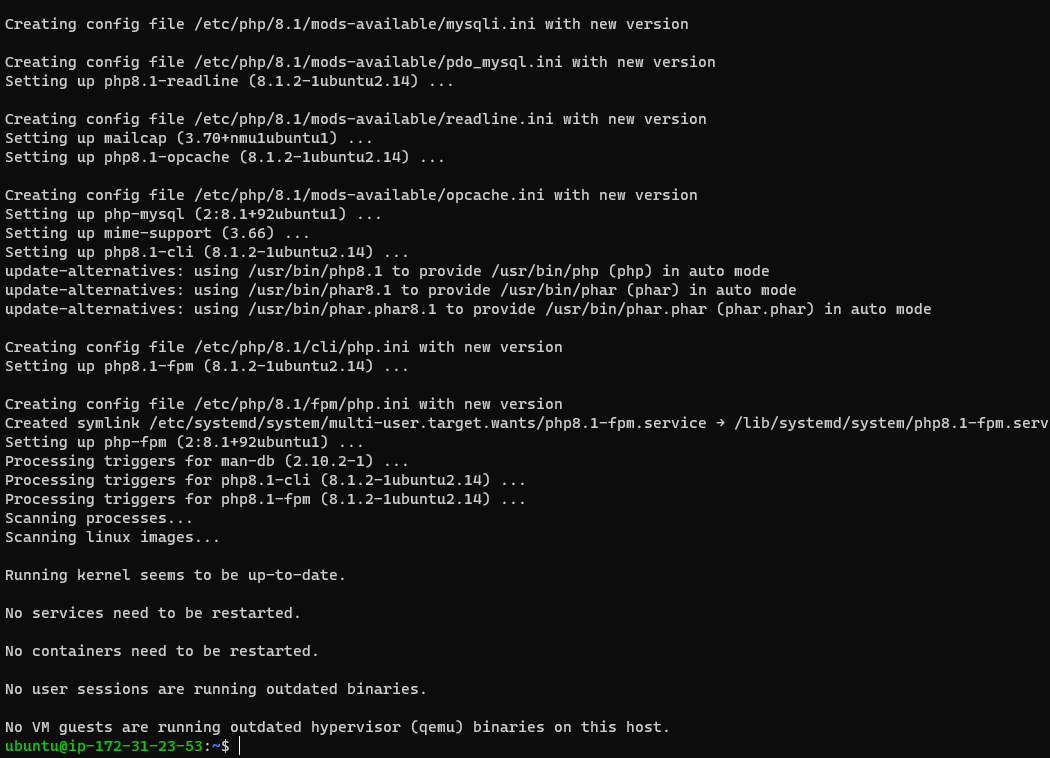 Creating config file /etc/php/8.1/mods-available/mysqli.ini with new version
Creating config file /etc/php/8.1/mods-available/pdo_mysql.ini with new version
Setting up php8.1-readline (8.1.2-1ubuntu2.14) ...
Creating config file /etc/php/8.1/mods-available/readline.ini with new version
Setting up mailcap (3.70+nmu1ubuntu1) ...
Setting up php8.1-opcache (8.1.2-1ubuntu2.14) ...
Creating config file /etc/php/8.1/mods-available/opcache.ini with new version
Setting up php-mysql (2:8.1+92ubuntu1) ...
Setting up mime-support (3.66) ...
Setting up php8.1-cli (8.1.2-1ubuntu2.14) ...
update-alternatives: using /usr/bin/php8.1 to provide /usr/bin/php (php) in auto mode
update-alternatives: using /usr/bin/phar8.1 to provide /usr/bin/phar (phar) in auto mode
update-alternatives: using /usr/bin/phar.phar8.1 to provide /usr/bin/phar.phar (phar.phar) in auto mode
Creating config file /etc/php/8.1/cli/php.ini with new version
Setting up php8.1-fpm (8.1.2-1ubuntu2.14) ...
Creating config file /etc/php/8.1/fpm/php.ini with new version
Created symlink /etc/systemd/system/multi-user.target.wants/php8.1-fpm.service → /lib/systemd/system/php8.1-fpm.serv
Setting up php-fpm (2:8.1+92ubuntu1) ...
Processing triggers for man-db (2.10.2-1) ...
Processing triggers for php8.1-cli (8.1.2-1ubuntu2.14) ...
Processing triggers for php8.1-fpm (8.1.2-1ubuntu2.14) ...
Scanning processes...
Scanning linux images...
Running kernel seems to be up-to-date.
No services need to be restarted.
No containers need to be restarted.
No user sessions are running outdated binaries.
No VM guests are running outdated hypervisor (qemu) binaries on this host.
ubuntu@ip-172-31-23-53:~$